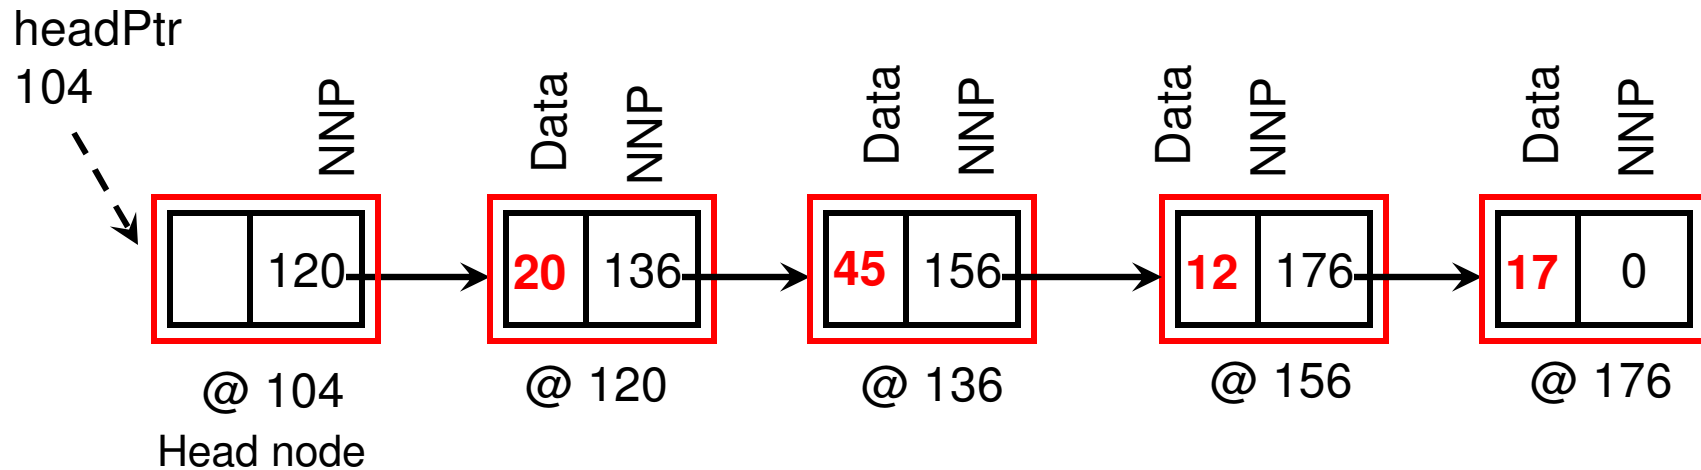 headPtr
104
NNP Data NNP Data NNP Data NNP Data NNP
120 20 136 45 156 12 176 17 0
@ 104 @ 120 @ 136 @ 156 @ 176
Head node